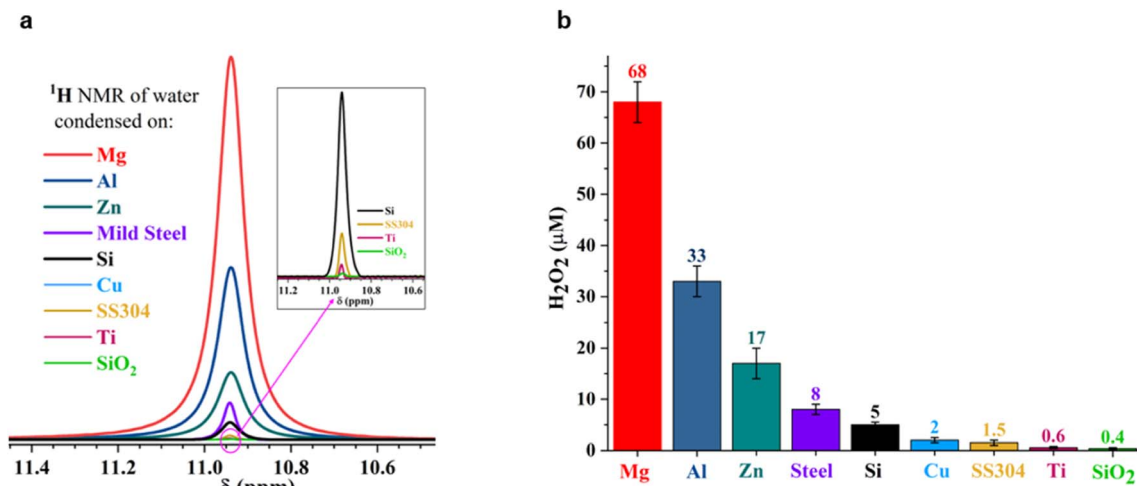 a
¹H NMR of water
condensed on:
Mg
Al
Zn
Mild Steel
Si
Cu
SS304
Ti
SiO₂
11.4 11.2 11.0 10.8 10.6
δ (ppm)
Si
SS304
Ti
SiO₂
11.2 11.0 10.8 10.6
δ (ppm)
b
H₂O₂ (µM)
70
60
50
40
30
20
10
0
68
33
17
8
5
2
1.5
0.6
0.4
Mg Al Zn Steel Si Cu SS304 Ti SiO₂